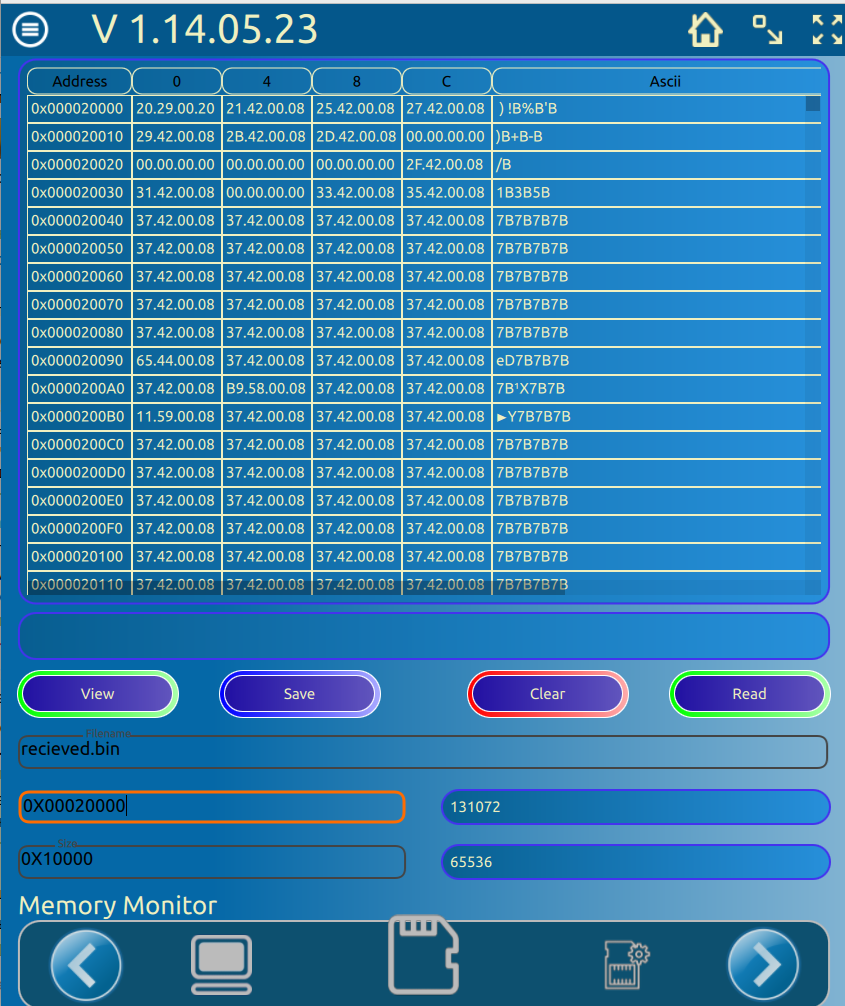 V 1.14.05.23
Address 0 4 8 C Ascii
0x000020000 20.29.00.20 21.42.00.08 25.42.00.08 27.42.00.08 ) !B%B'B
0x000020010 29.42.00.08 2B.42.00.08 2D.42.00.08 00.00.00.00 )B+B-B
0x000020020 00.00.00.00 00.00.00.00 00.00.00.00 2F.42.00.08 /B
0x000020030 31.42.00.08 00.00.00.00 33.42.00.08 35.42.00.08 1B3B5B
0x000020040 37.42.00.08 37.42.00.08 37.42.00.08 37.42.00.08 7B7B7B7B
0x000020050 37.42.00.08 37.42.00.08 37.42.00.08 37.42.00.08 7B7B7B7B
0x000020060 37.42.00.08 37.42.00.08 37.42.00.08 37.42.00.08 7B7B7B7B
0x000020070 37.42.00.08 37.42.00.08 37.42.00.08 37.42.00.08 7B7B7B7B
0x000020080 37.42.00.08 37.42.00.08 37.42.00.08 37.42.00.08 7B7B7B7B
0x000020090 65.44.00.08 37.42.00.08 37.42.00.08 37.42.00.08 eD7B7B7B
0x0000200A0 37.42.00.08 B9.58.00.08 37.42.00.08 37.42.00.08 7B¹X7B7B
0x0000200B0 11.59.00.08 37.42.00.08 37.42.00.08 37.42.00.08 ►Y7B7B7B
0x0000200C0 37.42.00.08 37.42.00.08 37.42.00.08 37.42.00.08 7B7B7B7B
0x0000200D0 37.42.00.08 37.42.00.08 37.42.00.08 37.42.00.08 7B7B7B7B
0x0000200E0 37.42.00.08 37.42.00.08 37.42.00.08 37.42.00.08 7B7B7B7B
0x0000200F0 37.42.00.08 37.42.00.08 37.42.00.08 37.42.00.08 7B7B7B7B
0x000020100 37.42.00.08 37.42.00.08 37.42.00.08 37.42.00.08 7B7B7B7B
0x000020110 37.42.00.08 37.42.00.08 37.42.00.08 37.42.00.08 7B7B7B7B
View Save Clear Read
Filename
recieved.bin
0X00020000 131072
Size
0X10000 65536
Memory Monitor